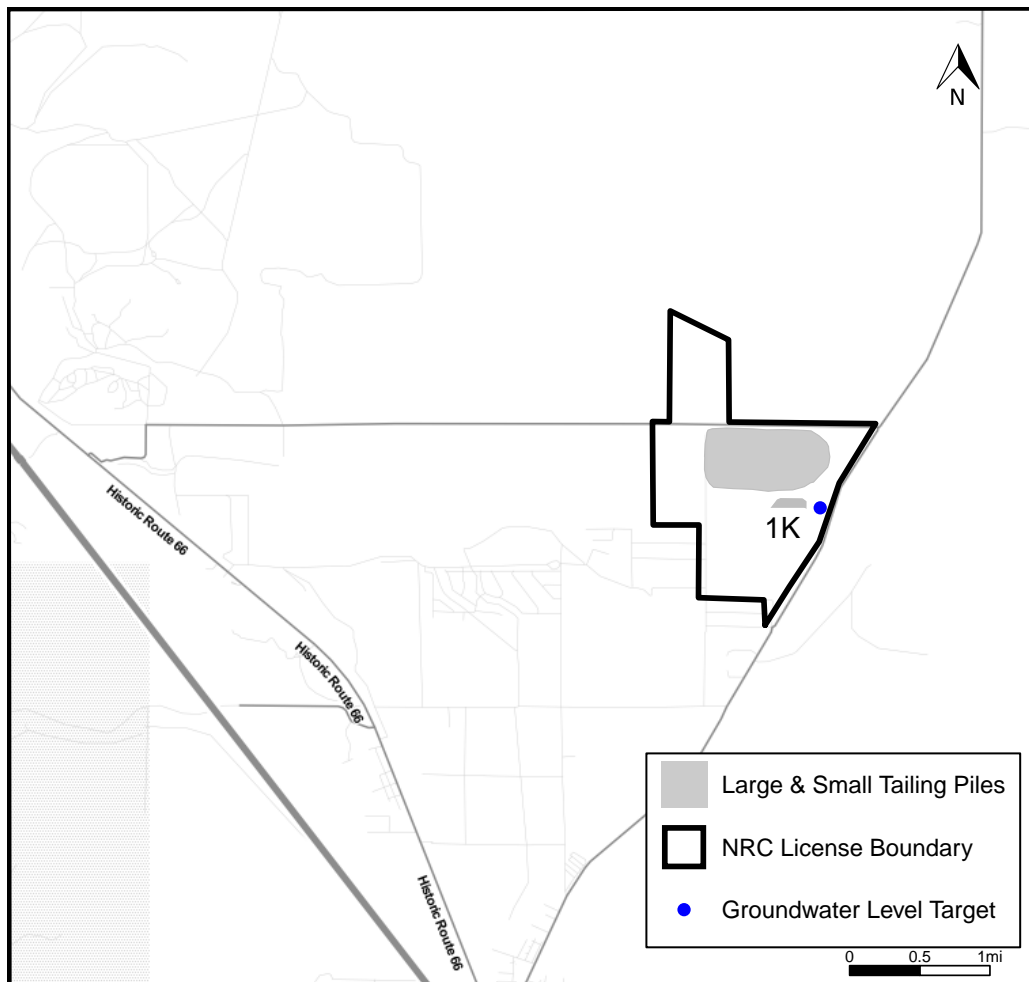 N
1K
Historic Route 66
Historic Route 66
Historic Route 66
Large & Small Tailing Piles
NRC License Boundary
Groundwater Level Target
0 0.5 1mi